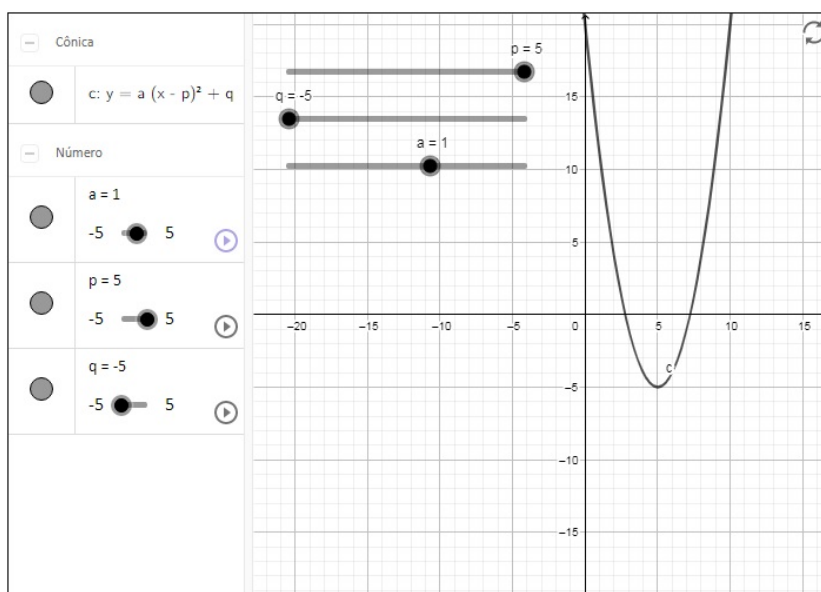 Cônica
c: y = a (x - p)² + q
Número
a = 1
-5 5
p = 5
-5 5
q = -5
-5 5
p = 5
q = -5
a = 1
15
10
5
-20 -15 -10 -5 0 5 10 15
c
-5
-10
-15